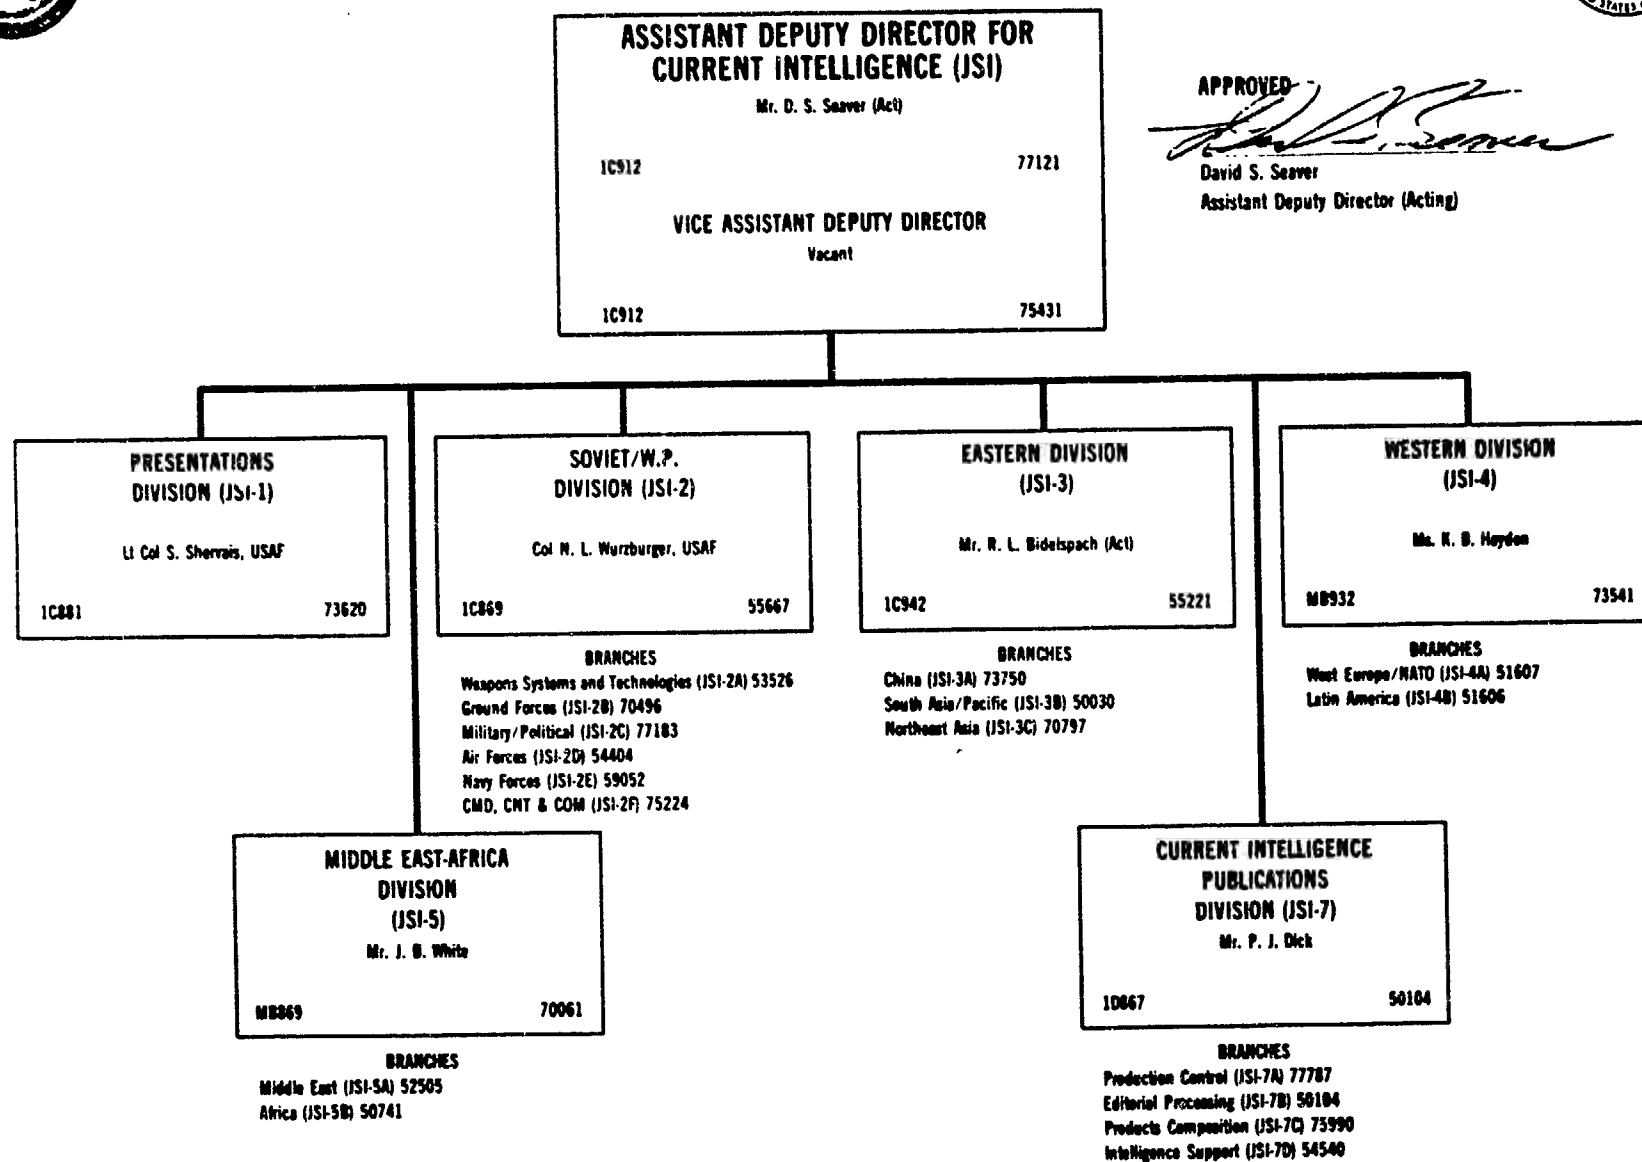 STATES
ASSISTANT DEPUTY DIRECTOR FOR
CURRENT INTELLIGENCE (JSI)
Mr. D. S. Seaver (Act)
1C912 77121
VICE ASSISTANT DEPUTY DIRECTOR
Vacant
1C912 75431
APPROVED
David S. Seaver
David S. Seaver
Assistant Deputy Director (Acting)
PRESENTATIONS
DIVISION (JSI-1)
Lt Col S. Shervais, USAF
1C881 73620
SOVIET/W.P.
DIVISION (JSI-2)
Col N. L. Wurzburger, USAF
1C869 55667
BRANCHES
Weapons Systems and Technologies (JSI-2A) 53526
Ground Forces (JSI-2B) 70496
Military/Political (JSI-2C) 77183
Air Forces (JSI-2D) 54404
Navy Forces (JSI-2E) 59052
CMD, CNT & COM (JSI-2F) 75224
EASTERN DIVISION
(JSI-3)
Mr. R. L. Bidelspach (Act)
1C942 55221
BRANCHES
China (JSI-3A) 73750
South Asia/Pacific (JSI-3B) 50030
Northeast Asia (JSI-3C) 70797
WESTERN DIVISION
(JSI-4)
Ms. K. B. Hayden
MB932 73541
BRANCHES
West Europe/NATO (JSI-4A) 51607
Latin America (JSI-4B) 51606
MIDDLE EAST-AFRICA
DIVISION
(JSI-5)
Mr. J. B. White
MB869 70061
BRANCHES
Middle East (JSI-5A) 52505
Africa (JSI-5B) 50741
CURRENT INTELLIGENCE
PUBLICATIONS
DIVISION (JSI-7)
Mr. P. J. Dick
1D867 50104
BRANCHES
Production Control (JSI-7A) 77787
Editorial Processing (JSI-7B) 50104
Products Composition (JSI-7C) 75990
Intelligence Support (JSI-7D) 54540